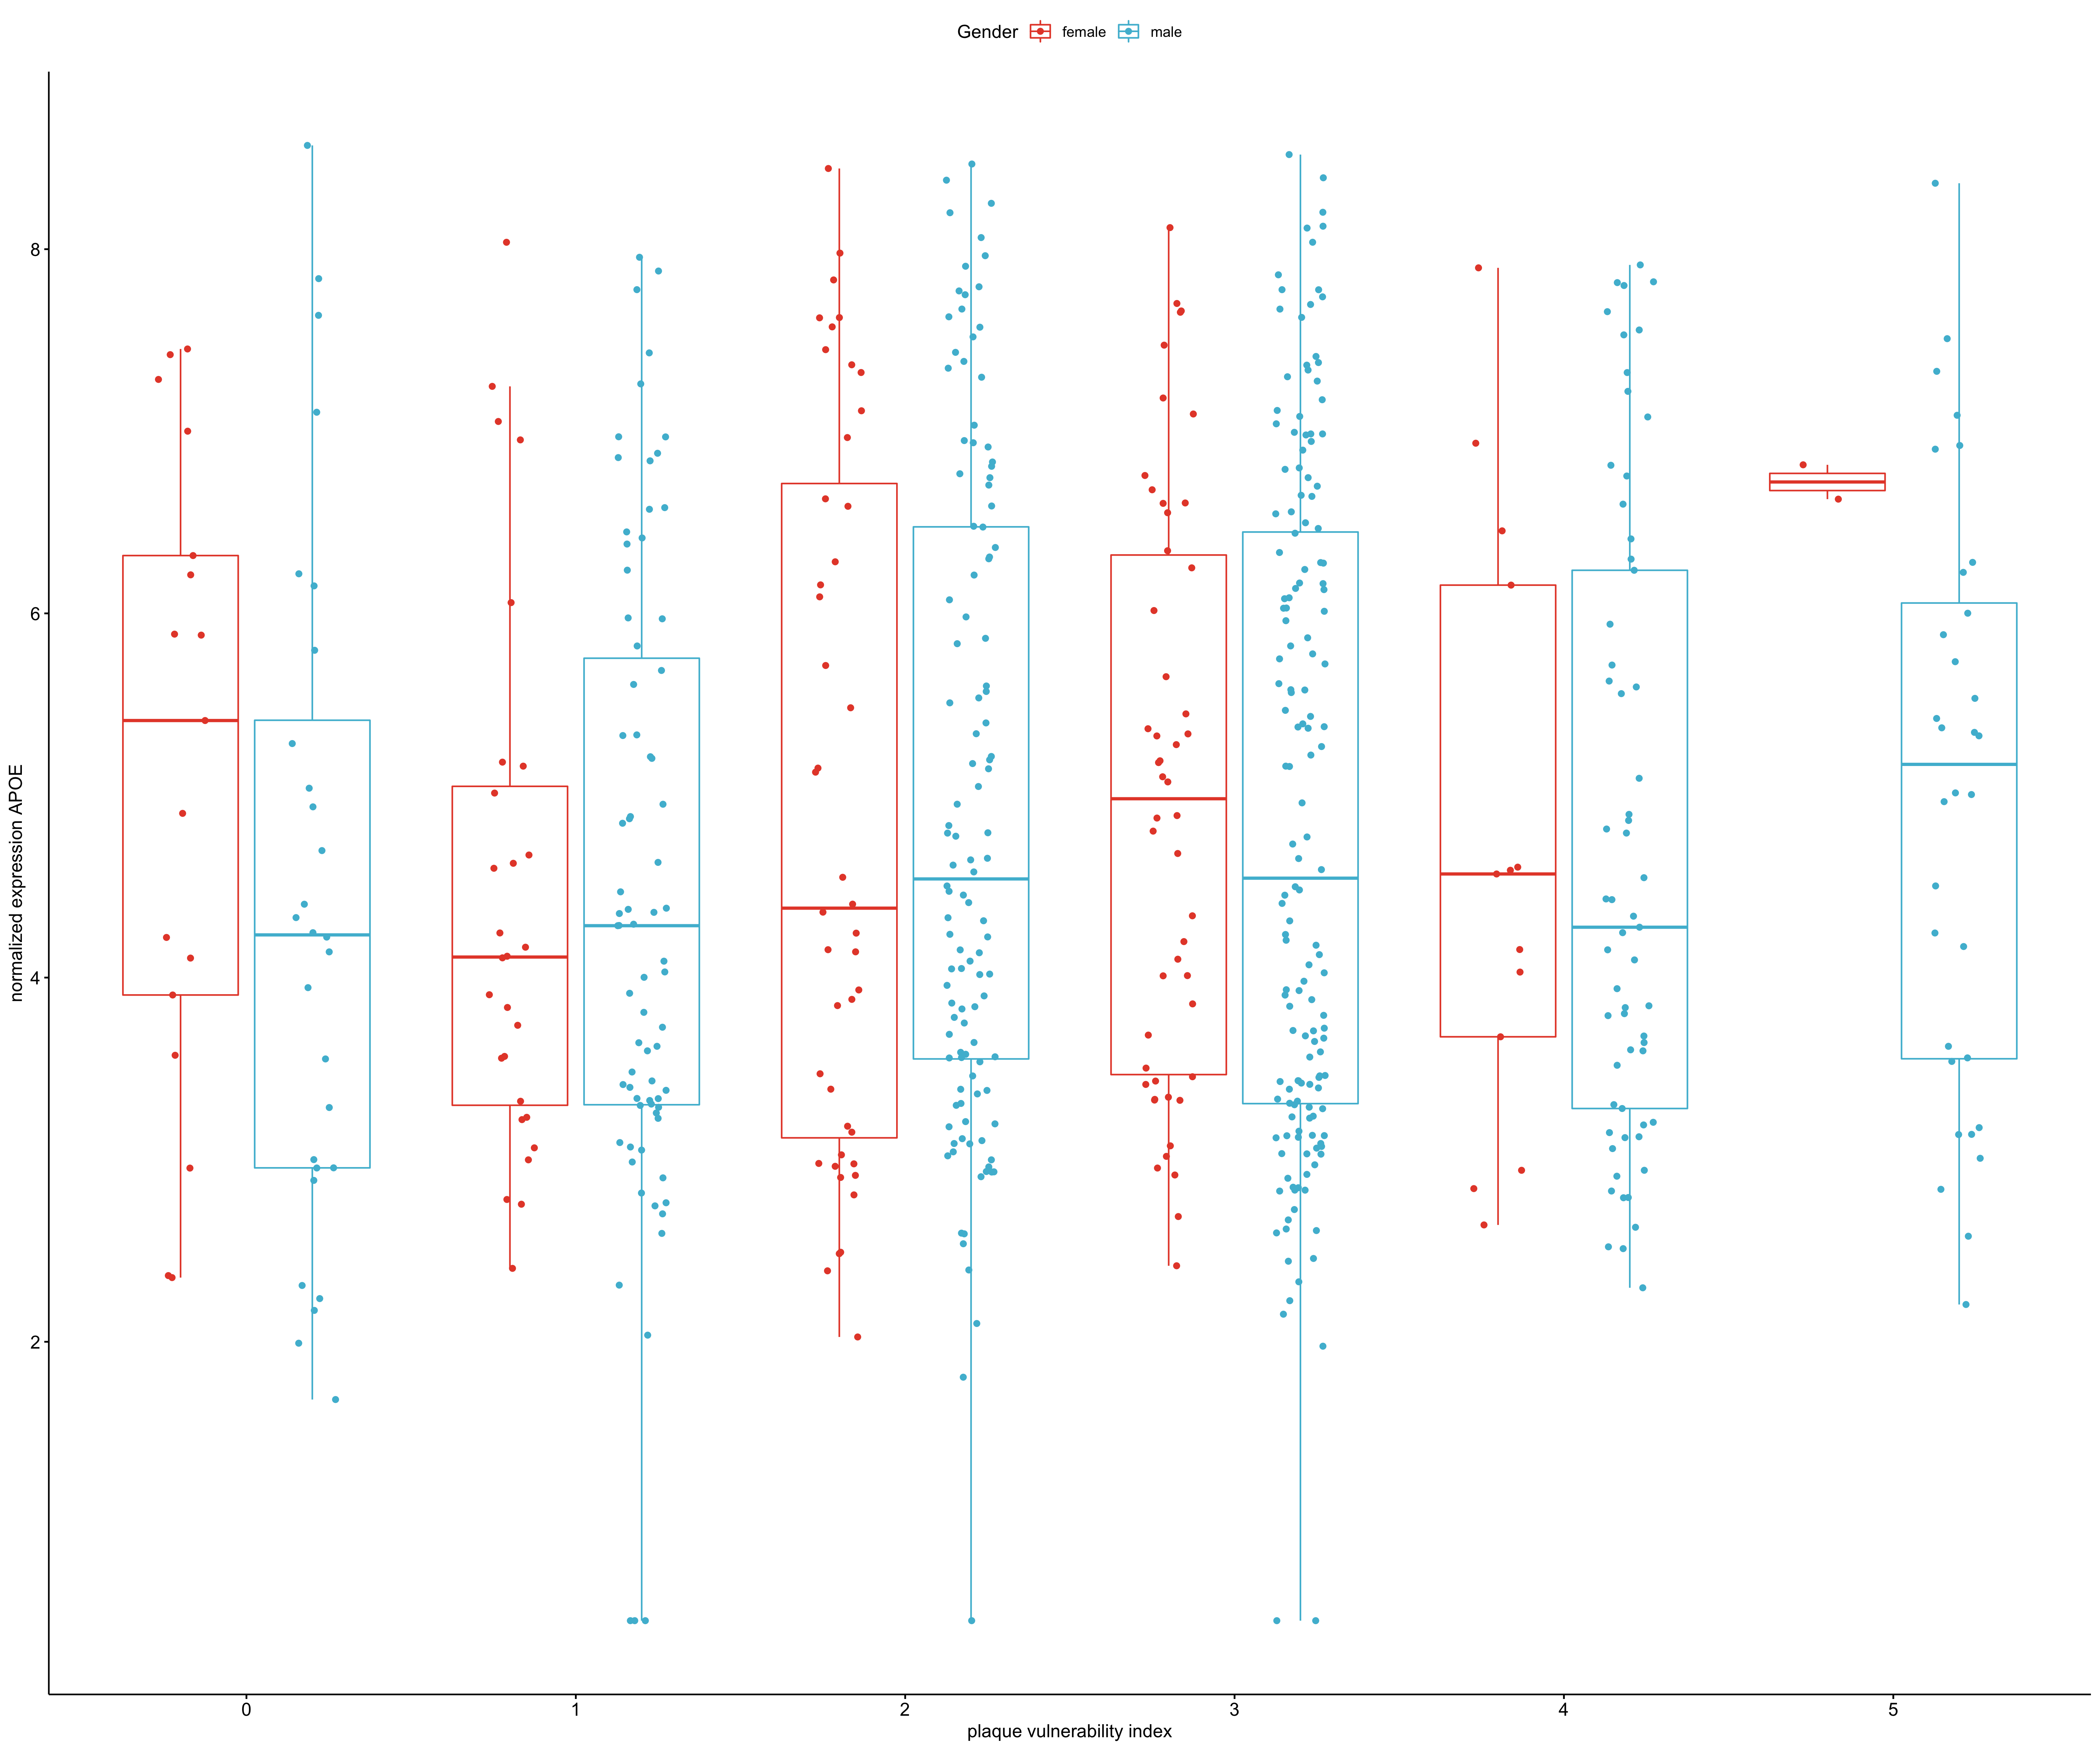 Gender female male
normalized expression APOE
8
6
4
2
0 1 2 3 4 5
plaque vulnerability index